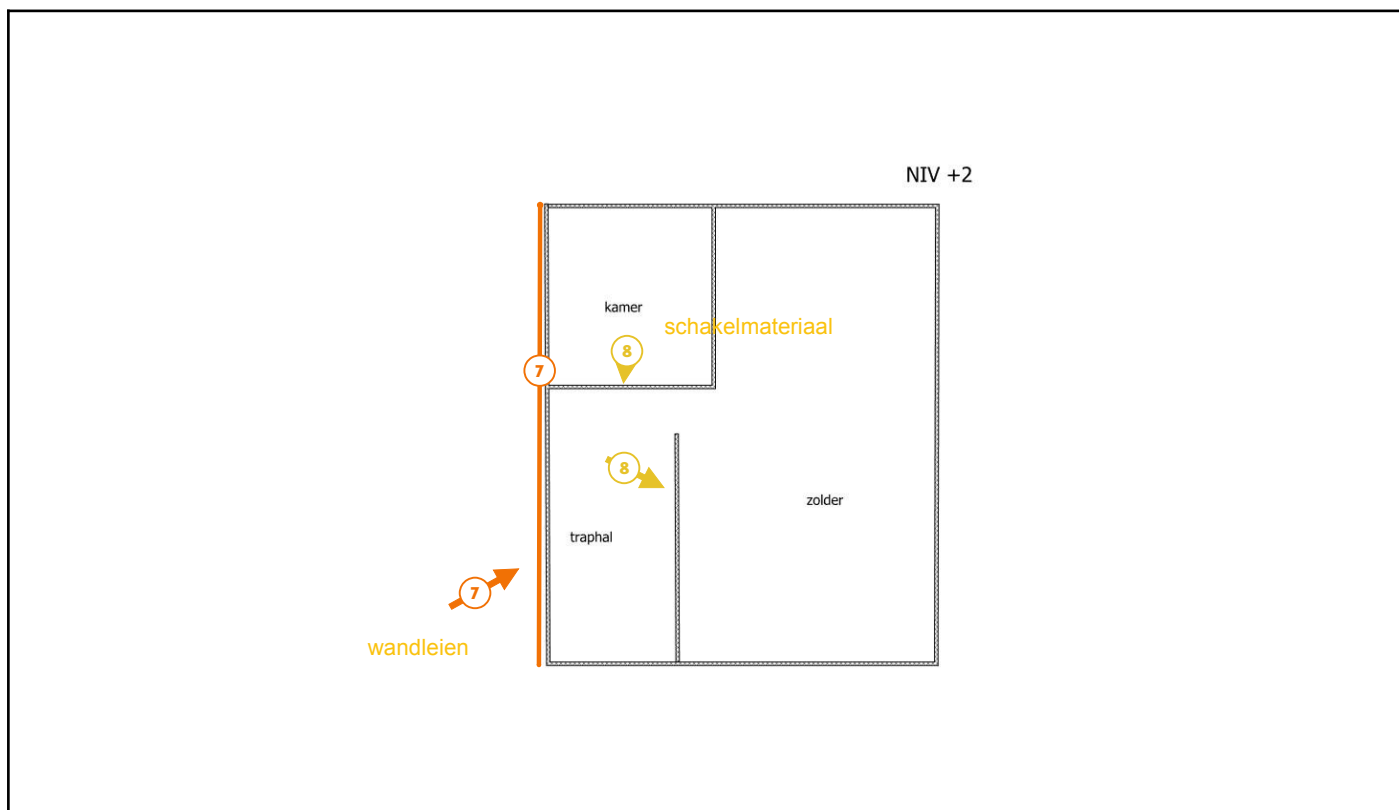 NIV +2
kamer
schakelmateriaal
8
7
8
zolder
traphal
7
wandleien